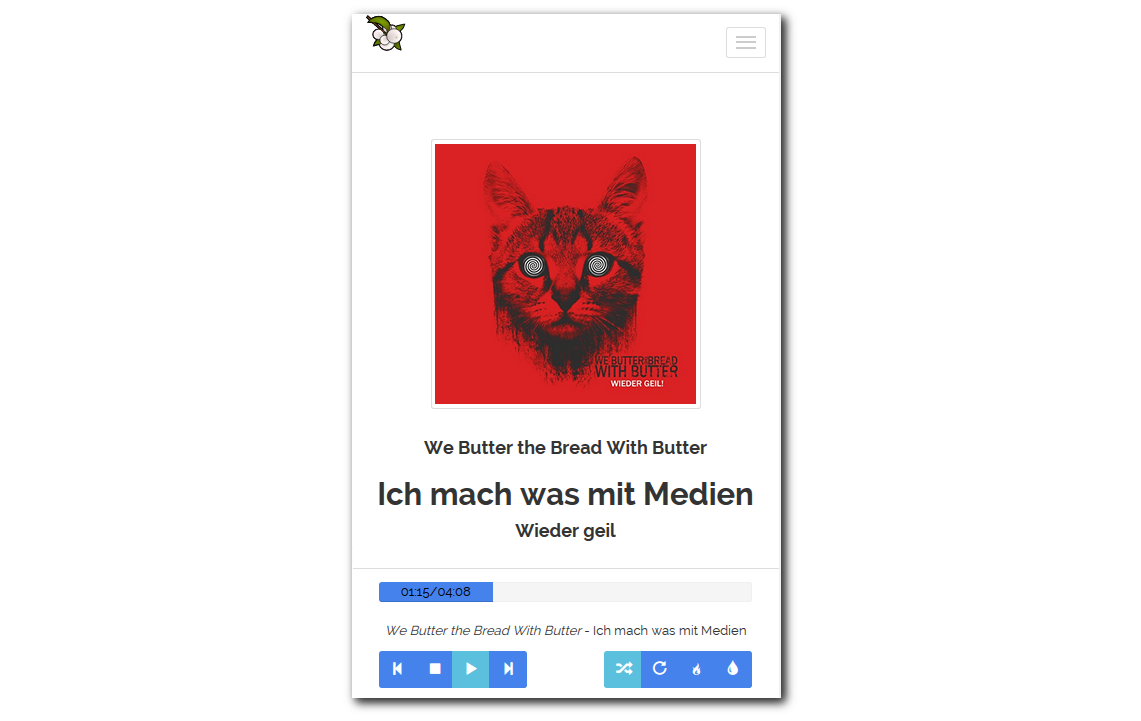 WE BUTTER THE BREAD
WITH BUTTER
WIEDER GEIL!
We Butter the Bread With Butter
Ich mach was mit Medien
Wieder geil
01:15/04:08
We Butter the Bread With Butter - Ich mach was mit Medien